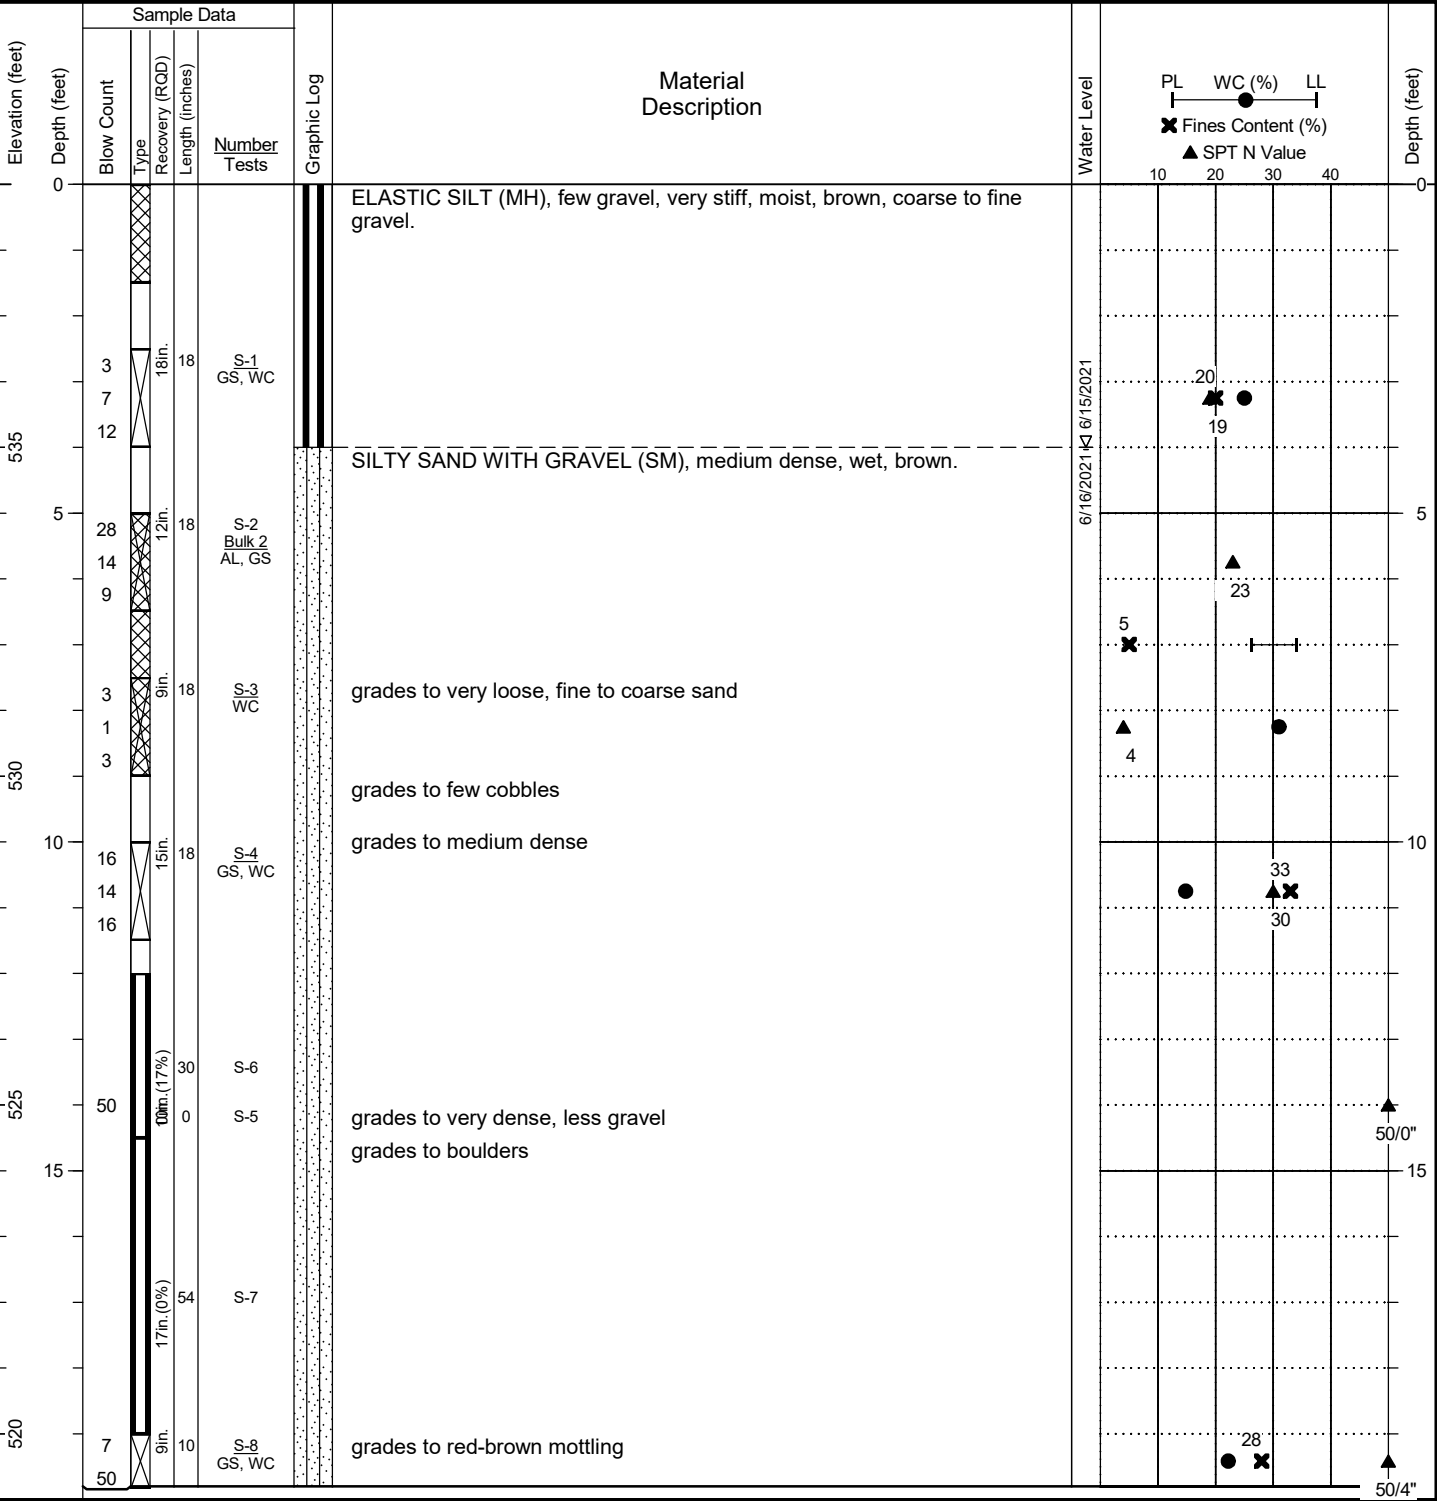 Sample Data
Elevation (feet)
Depth (feet)
Blow Count
Type
Recovery (RQD)
Length (inches)
Number
Tests
Graphic Log
Material
Description
Water Level
PL WC (%) LL
Fines Content (%)
SPT N Value
Depth (feet)
10 20 30 40
0 0
ELASTIC SILT (MH), few gravel, very stiff, moist, brown, coarse to fine
gravel.
3
7
12
18in.
18
S-1
GS, WC
6/15/2021
20
19
535
SILTY SAND WITH GRAVEL (SM), medium dense, wet, brown.
6/16/2021
5 5
28
14
9
12in.
18
S-2
Bulk 2
AL, GS
23
5
3
1
3
9in.
18
S-3
WC
grades to very loose, fine to coarse sand
4
530
grades to few cobbles
10 10
grades to medium dense
16
14
16
15in.
18
S-4
GS, WC
33
30
(17%)
30
S-6
525
50
0
S-5
grades to very dense, less gravel
50/0"
grades to boulders
15 15
17in.(0%)
54
S-7
520
7
50
9in.
10
S-8
GS, WC
grades to red-brown mottling
28
50/4"